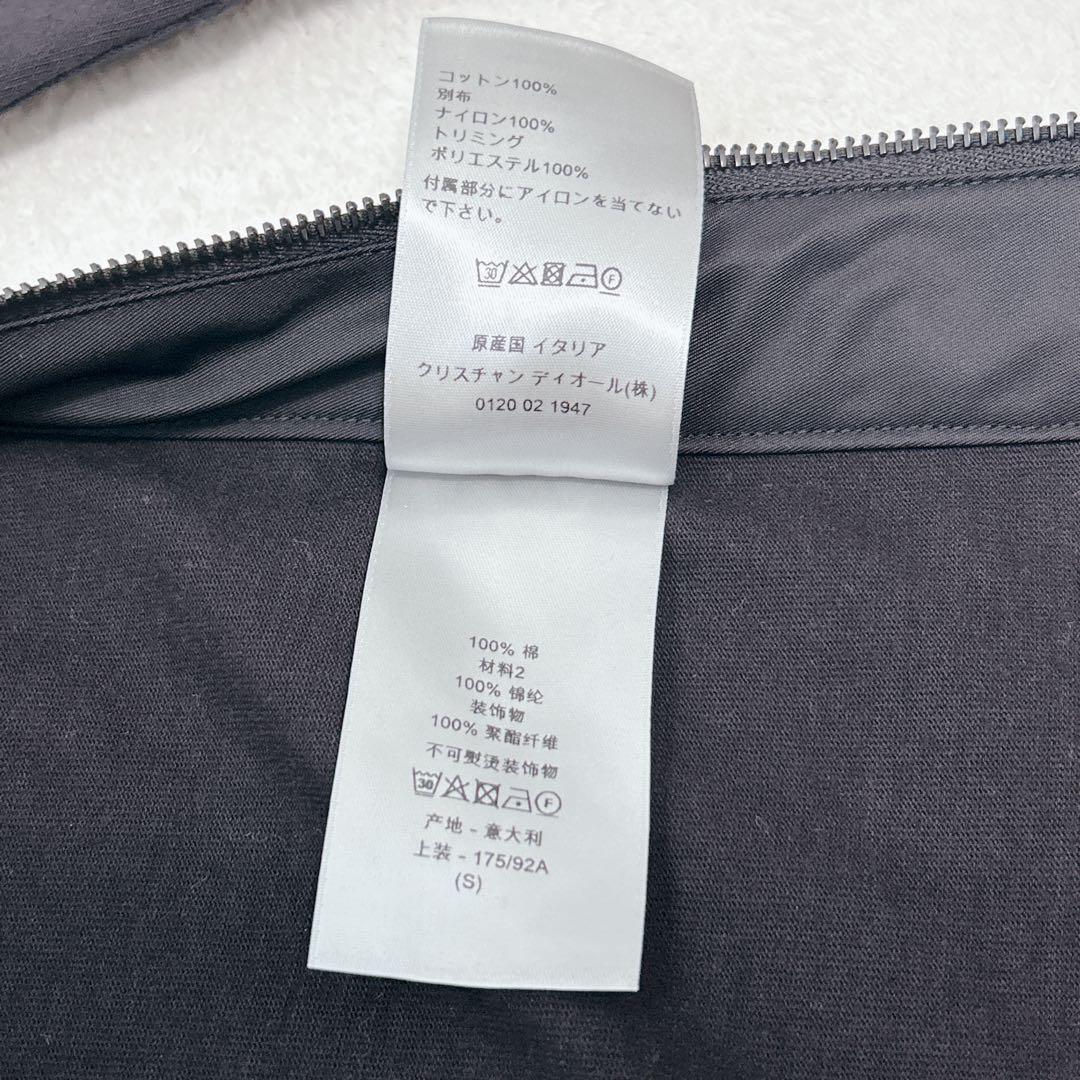 コットン100%
別布
ナイロン100%
トリミング
ポリエステル100%
付属部分にアイロンを当てない
で下さい。
30 F
原産国 イタリア
クリスチャン ディオール(株)
0120 02 1947
100% 棉
材料2
100% 锦纶
装饰物
100% 聚酯纤维
不可熨烫装饰物
30 F
产地 - 意大利
上装 - 175/92A
(S)